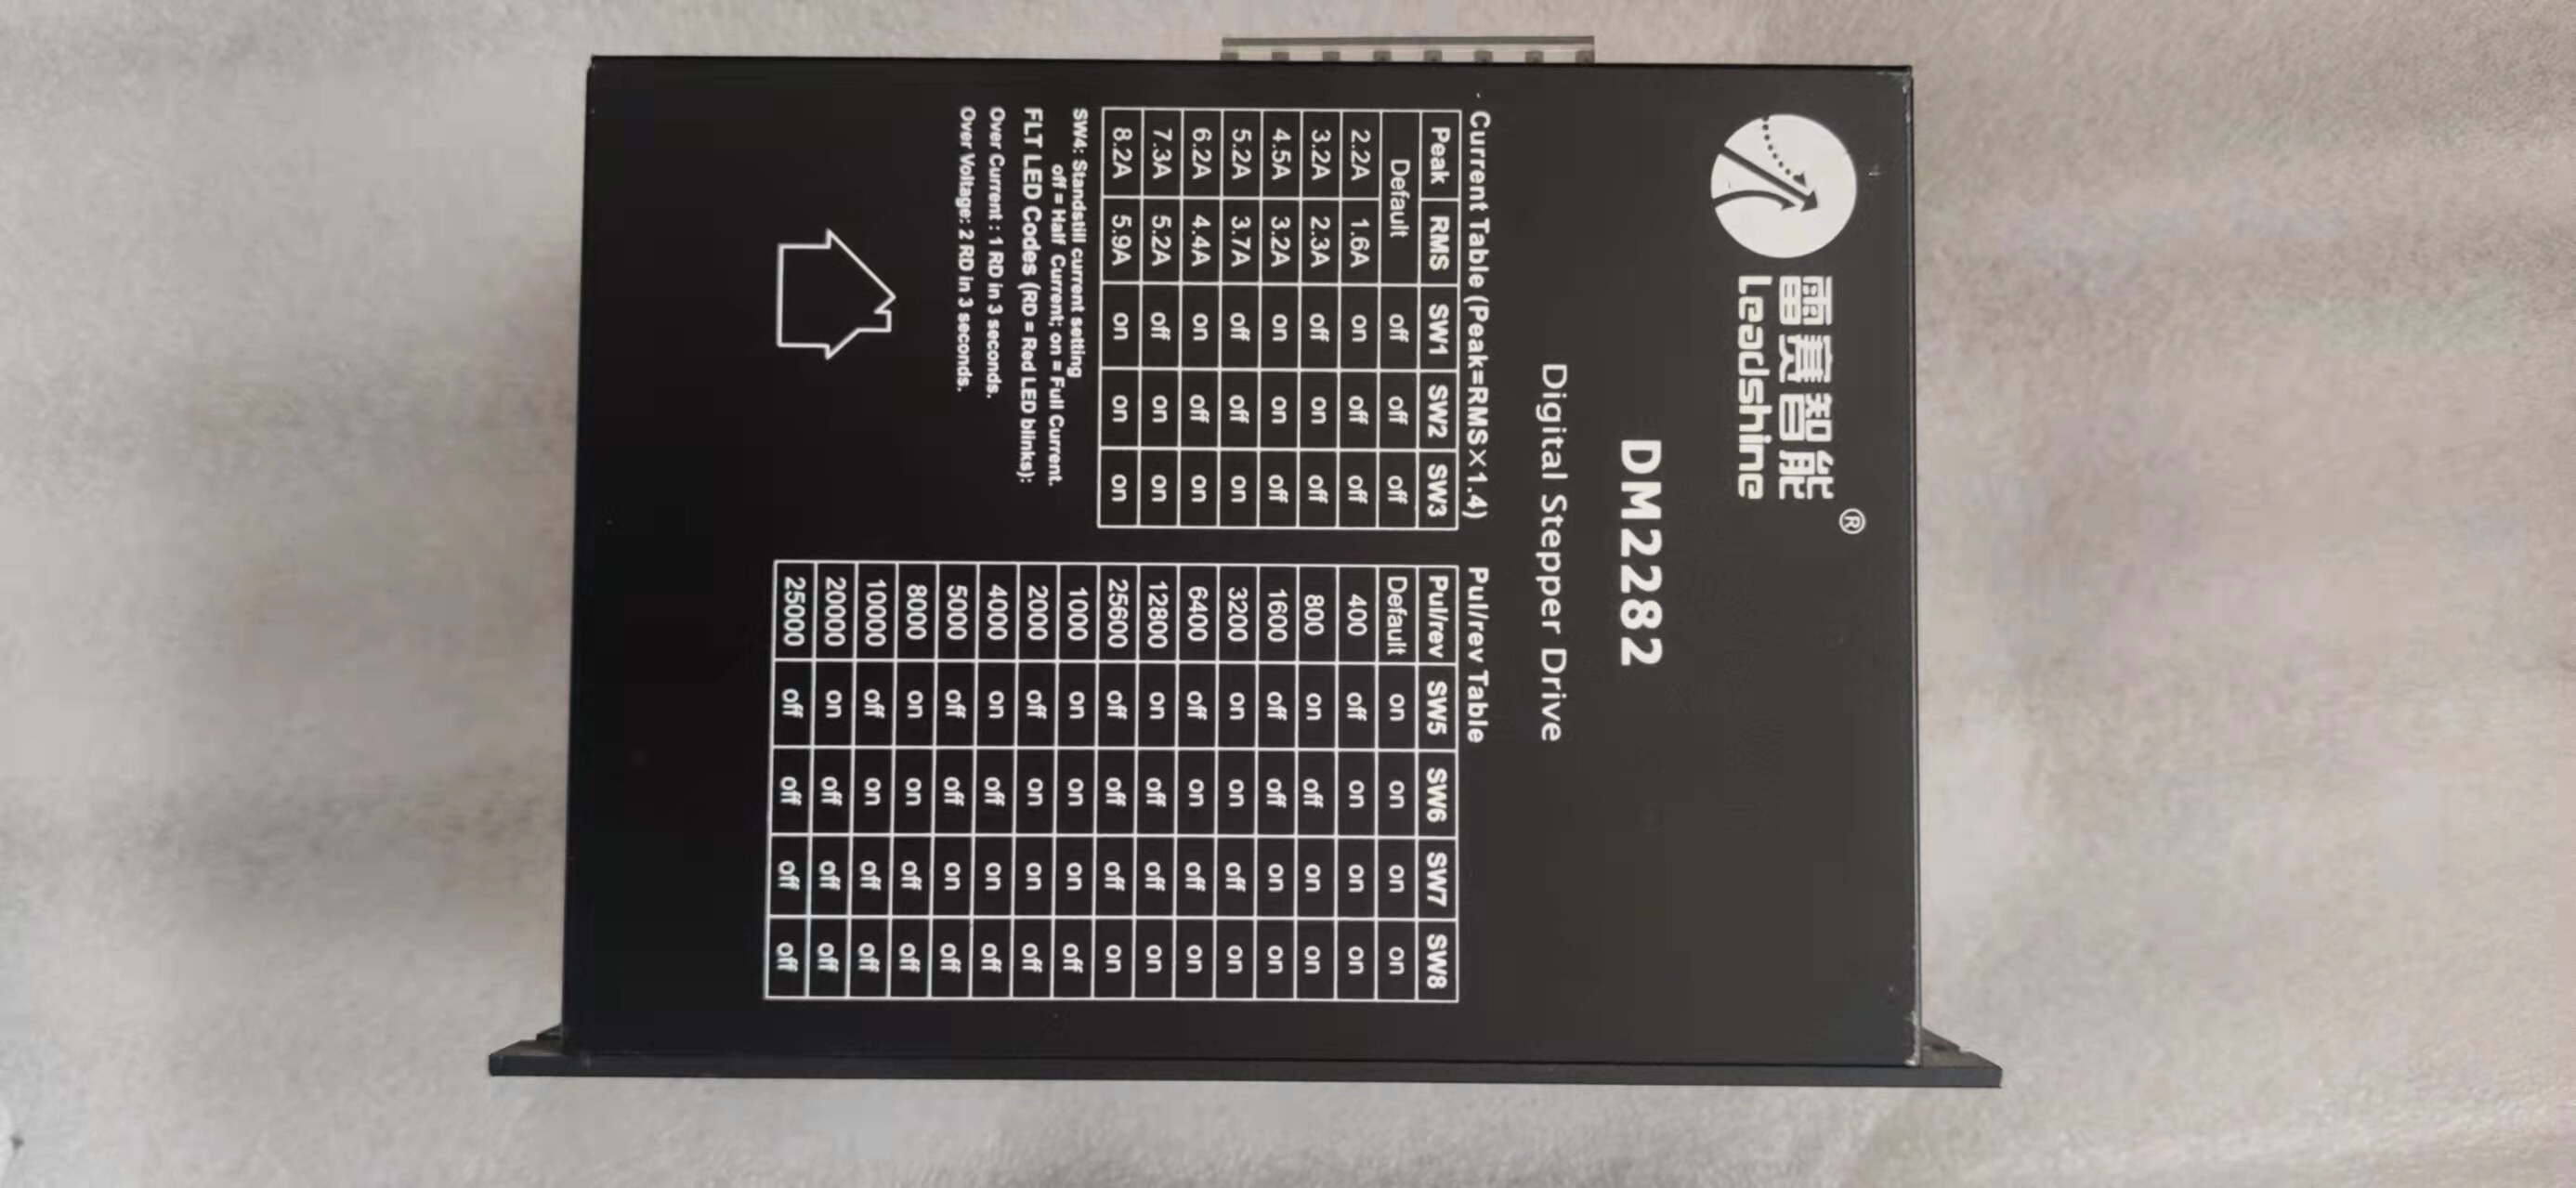 雷赛智能®
Leadshine
DM2282
Digital Stepper Drive
Current Table (Peak=RMS×1.4)
Peak RMS SW1 SW2 SW3
Default off off off
2.2A 1.6A on off off
3.2A 2.3A off on off
4.5A 3.2A on on off
5.2A 3.7A off off on
6.2A 4.4A on off on
7.3A 5.2A off on on
8.2A 5.9A on on on
SW4: Standstill current setting
off = Half Current; on = Full Current.
FLT LED Codes (RD = Red LED blinks):
Over Current : 1 RD in 3 seconds.
Over Voltage: 2 RD in 3 seconds.
Pul/rev Table
Pul/rev SW5 SW6 SW7 SW8
Default on on on on
400 off on on on
800 on off on on
1600 off off on on
3200 on on off on
6400 off on off on
12800 on off off on
25600 off off off on
1000 on on on off
2000 off on on off
4000 on off on off
5000 off off on off
8000 on on off off
10000 off on off off
20000 on off off off
25000 off off off off